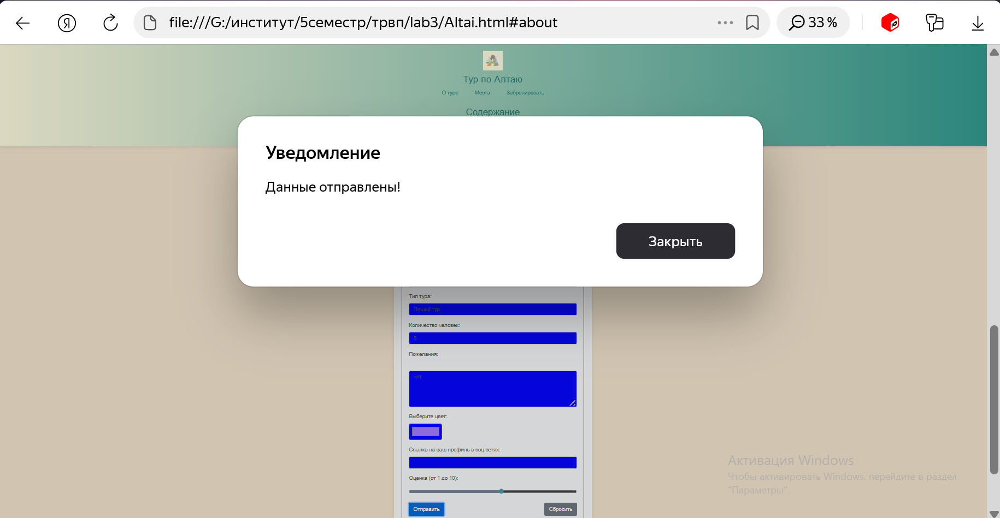 file:///G:/институт/5семестр/трвп/lab3/Altai.html#about
33 %
Тур по Алтаю
О туре Места Забронировать
Содержание
Уведомление
Данные отправлены!
Закрыть
Тип тура:
Пеший тур
Количество человек:
5
Пожелания:
нет
Выберите цвет:
Ссылка на ваш профиль в соц.сетях:
Оценка (от 1 до 10):
Отправить Сбросить
Активация Windows
Чтобы активировать Windows, перейдите в раздел
"Параметры".